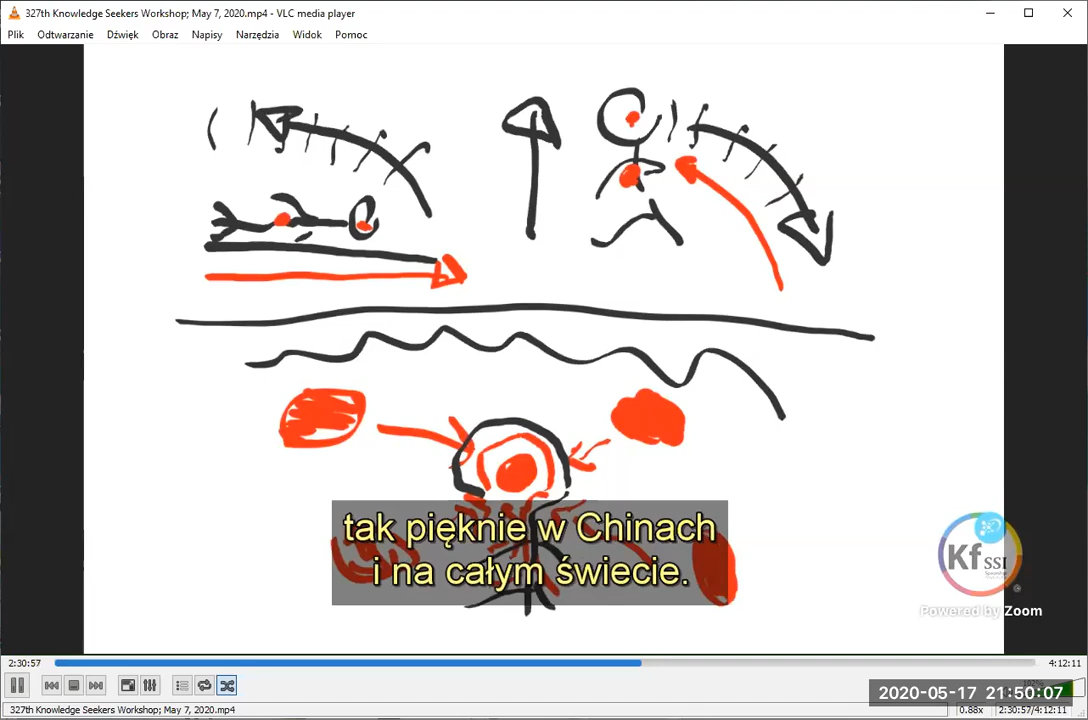 327th Knowledge Seekers Workshop; May 7, 2020.mp4 - VLC media player
Plik Odtwarzanie Dźwięk Obraz Napisy Narzędzia Widok Pomoc
tak pięknie w Chinach
i na całym świecie.
Kf SSI
Powered by Zoom
2:30:57 4:12:11
2020-05-17 21:50:07
327th Knowledge Seekers Workshop; May 7, 2020.mp4 0.88x 2:30:57/4:12:11